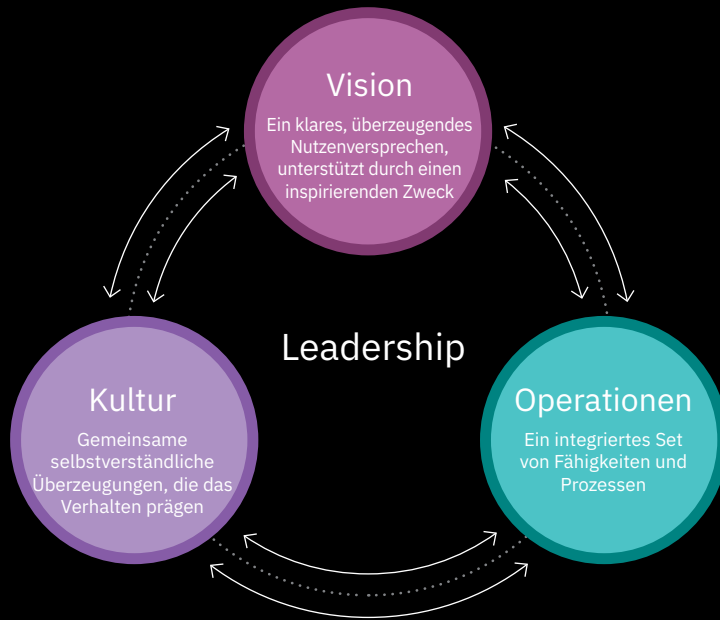 Vision
Ein klares, überzeugendes
Nutzenversprechen,
unterstützt durch einen
inspirierenden Zweck
Leadership
Kultur
Gemeinsame
selbstverständliche
Überzeugungen, die das
Verhalten prägen
Operationen
Ein integriertes Set
von Fähigkeiten und
Prozessen